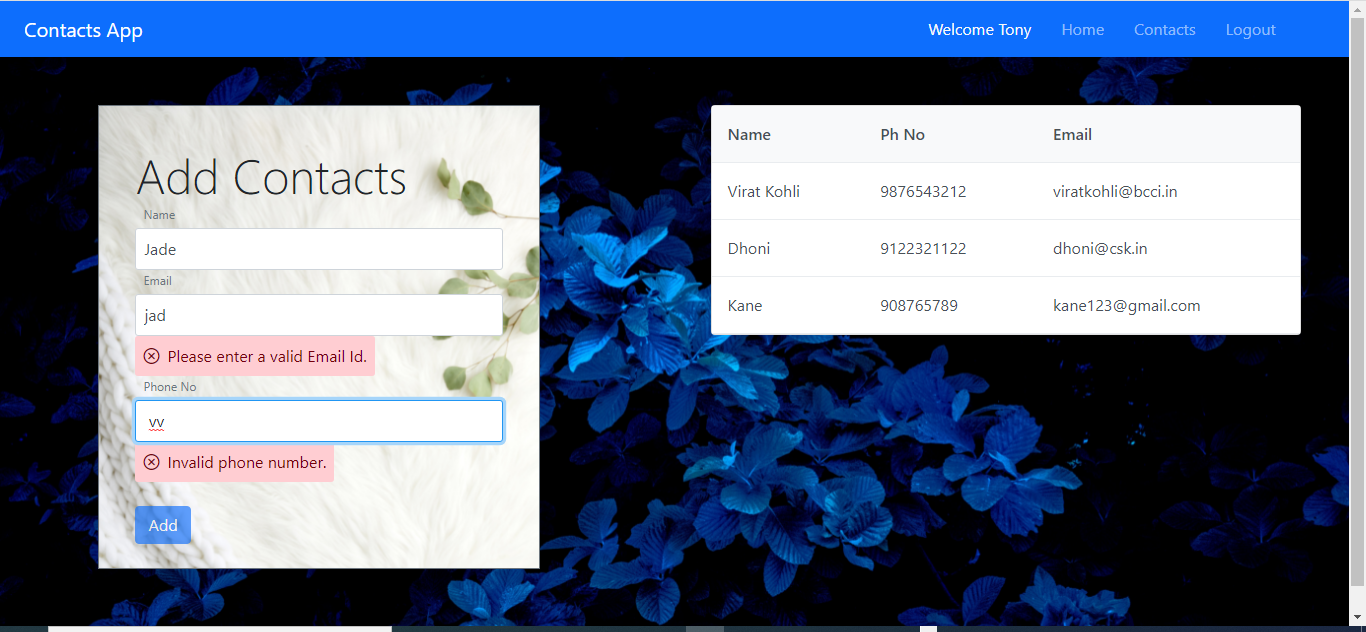 Contacts App Welcome Tony Home Contacts Logout
Add Contacts
Name
Jade
Email
jad
Please enter a valid Email Id.
Phone No
vv
Invalid phone number.
Add
Name Ph No Email
Virat Kohli 9876543212 viratkohli@bcci.in
Dhoni 9122321122 dhoni@csk.in
Kane 908765789 kane123@gmail.com